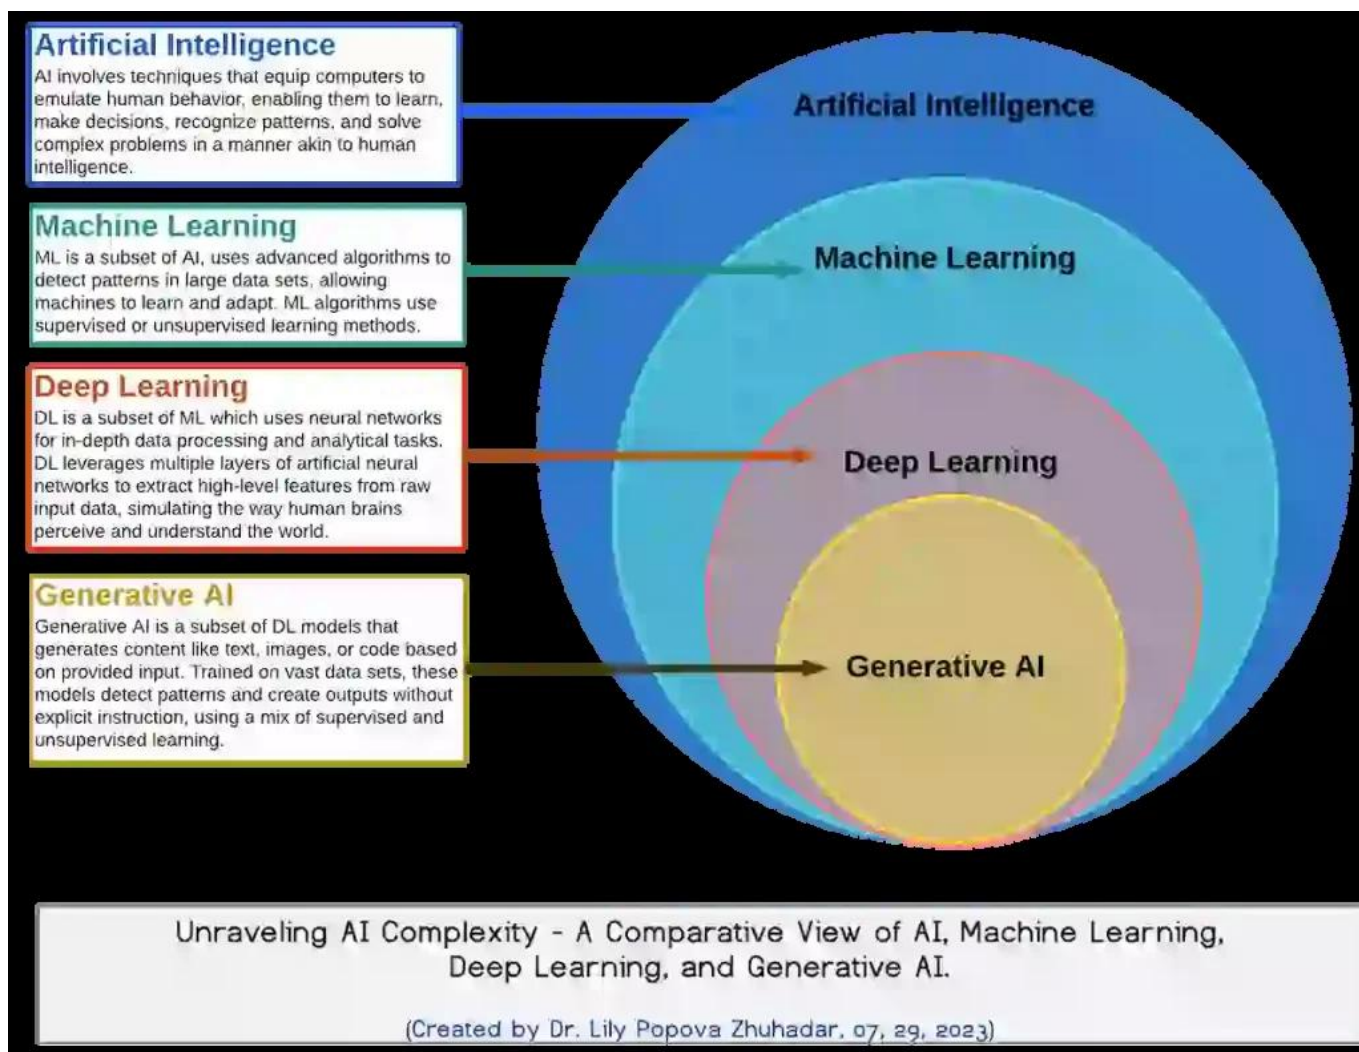 Artificial Intelligence
AI involves techniques that equip computers to
emulate human behavior, enabling them to learn,
make decisions, recognize patterns, and solve
complex problems in a manner akin to human
intelligence.
Machine Learning
ML is a subset of AI, uses advanced algorithms to
detect patterns in large data sets, allowing
machines to learn and adapt. ML algorithms use
supervised or unsupervised learning methods.
Deep Learning
DL is a subset of ML which uses neural networks
for in-depth data processing and analytical tasks.
DL leverages multiple layers of artificial neural
networks to extract high-level features from raw
input data, simulating the way human brains
perceive and understand the world.
Generative AI
Generative AI is a subset of DL models that
generates content like text, images, or code based
on provided input. Trained on vast data sets, these
models detect patterns and create outputs without
explicit instruction, using a mix of supervised and
unsupervised learning.
Artificial Intelligence
Machine Learning
Deep Learning
Generative AI
Unraveling AI Complexity - A Comparative View of AI, Machine Learning,
Deep Learning, and Generative AI.
(Created by Dr. Lily Popova Zhuhadar, 07, 29, 2023)